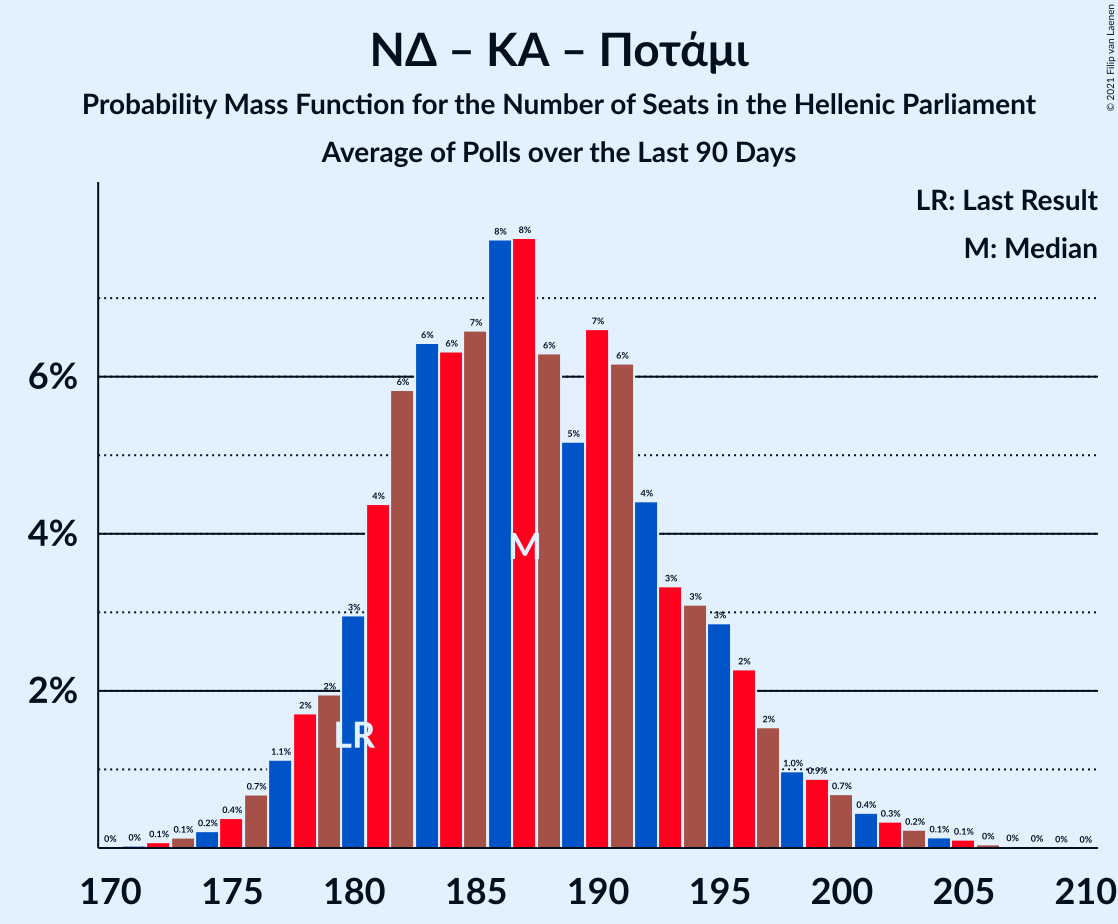 ΝΔ – ΚΑ – Ποτάμι
Probability Mass Function for the Number of Seats in the Hellenic Parliament
Average of Polls over the Last 90 Days
© 2021 Filip van Laenen
LR: Last Result
M: Median
6%
4%
2%
0% 0% 0.1% 0.1% 0.2% 0.4% 0.7% 1.1% 2% 2% 3% 4% 6% 6% 6% 7% 8% 8% 6% 5% 7% 6% 4% 3% 3% 3% 2% 2% 1.0% 0.9% 0.7% 0.4% 0.3% 0.2% 0.1% 0.1% 0% 0% 0% 0% 0%
M
LR
170 175 180 185 190 195 200 205 210